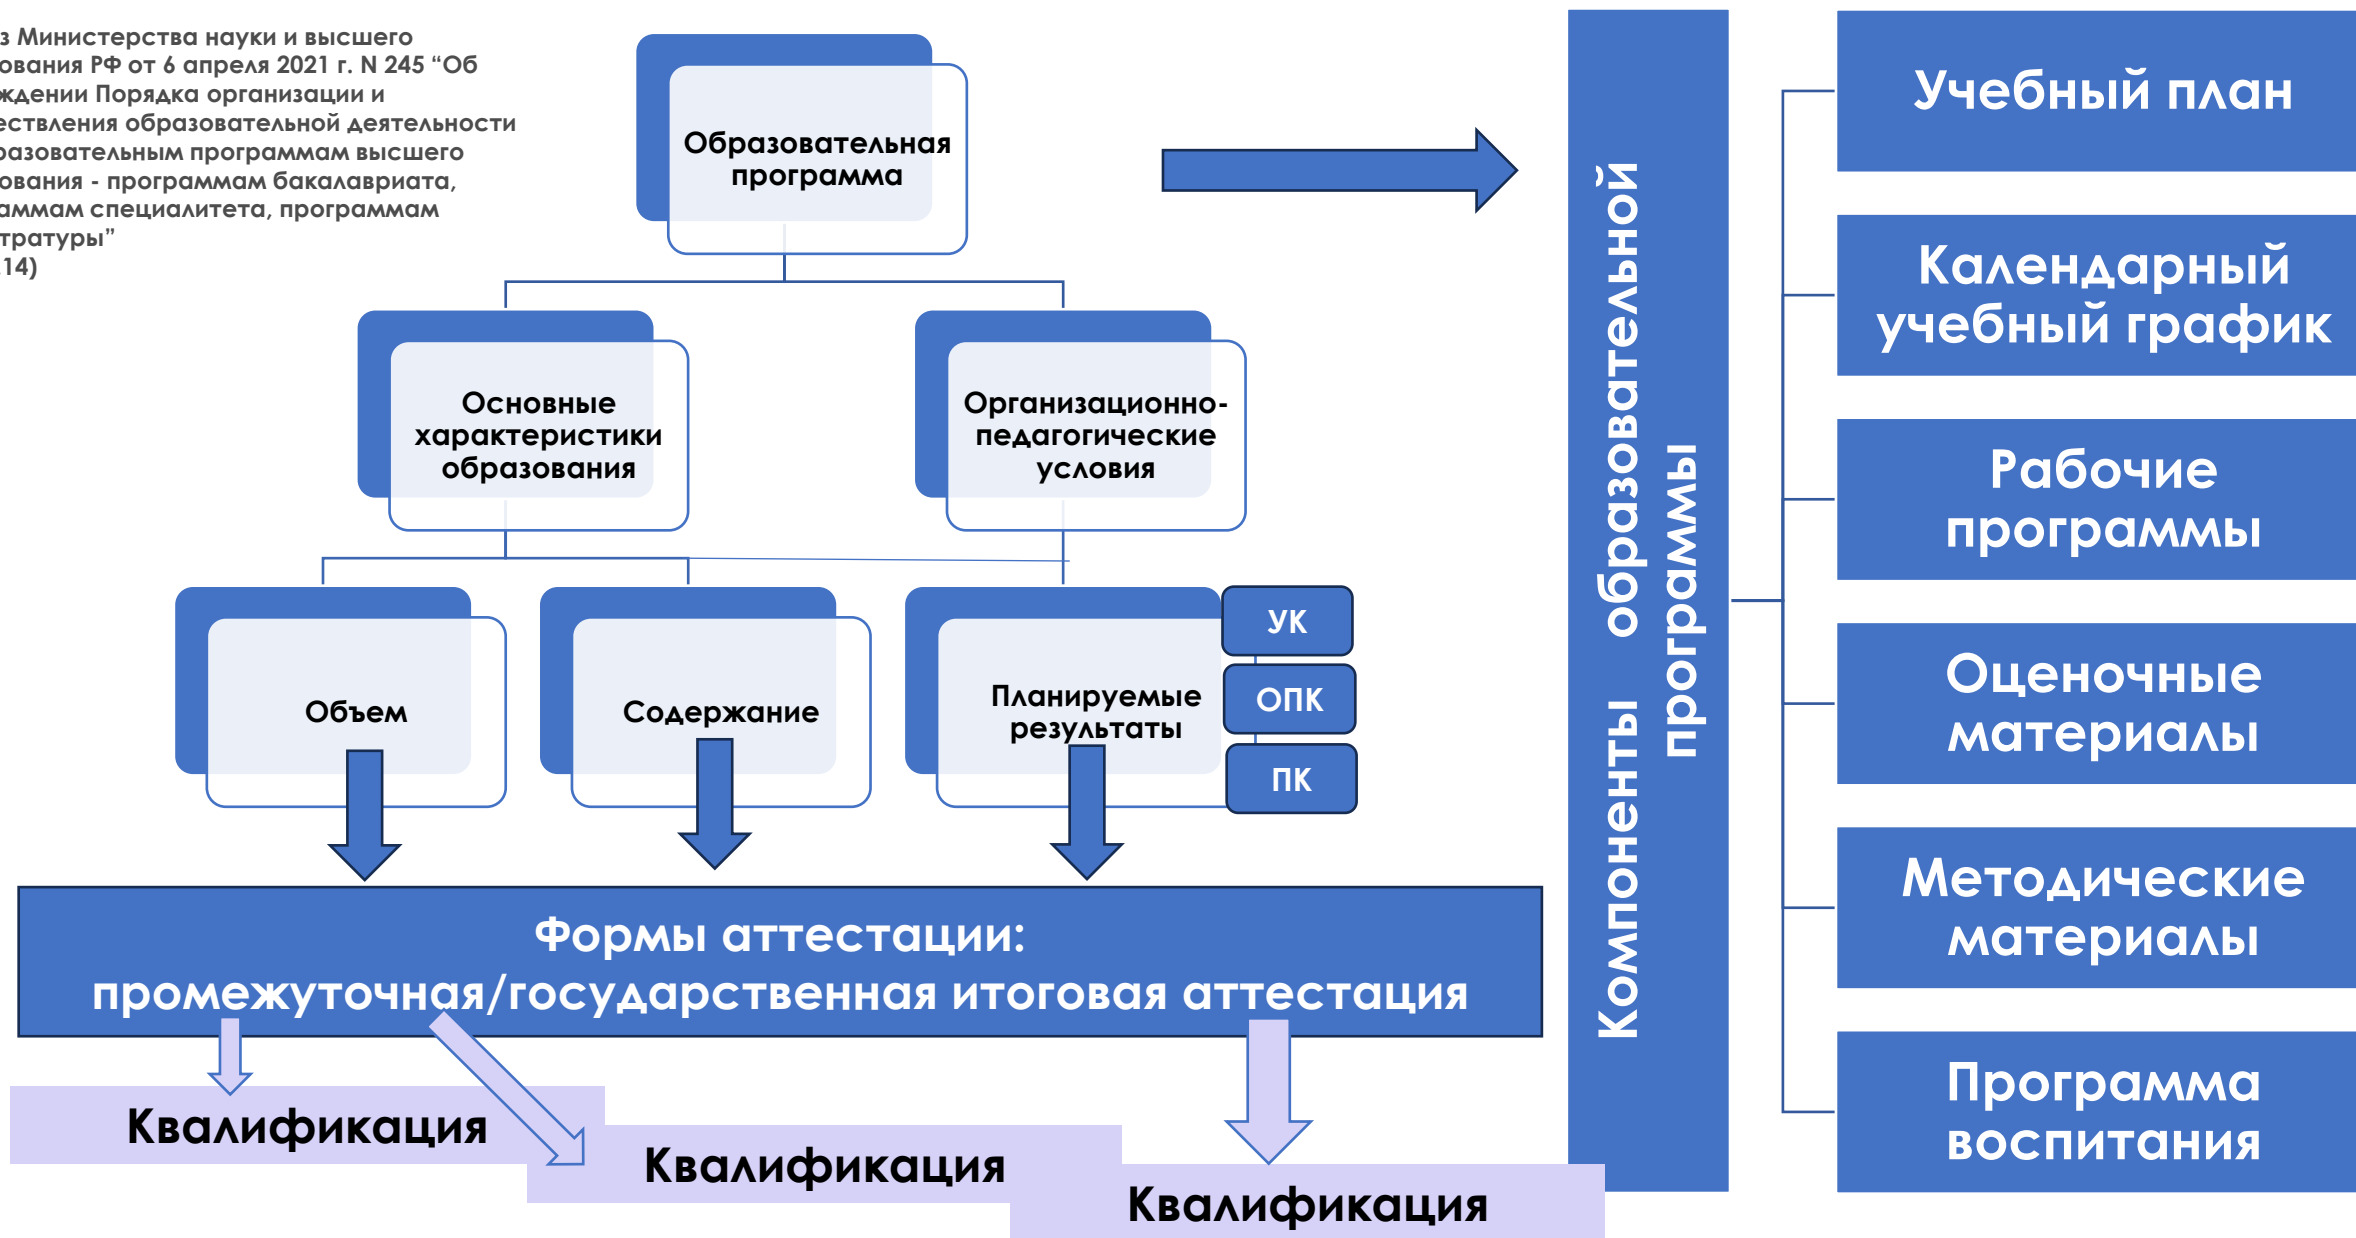 з Министерства науки и высшего
ования РФ от 6 апреля 2021 г. N 245 “Об
ждении Порядка организации и
ествления образовательной деятельности
разовательным программам высшего
ования - программам бакалавриата,
аммам специалитета, программам
тратуры”
14)
Образовательная
программа
Основные
характеристики
образования
Организационно-
педагогические
условия
Объем
Содержание
Планируемые
результаты
УК
ОПК
ПК
Формы аттестации:
промежуточная/государственная итоговая аттестация
Квалификация
Квалификация
Квалификация
Компоненты образовательной
программы
Учебный план
Календарный
учебный график
Рабочие
программы
Оценочные
материалы
Методические
материалы
Программа
воспитания